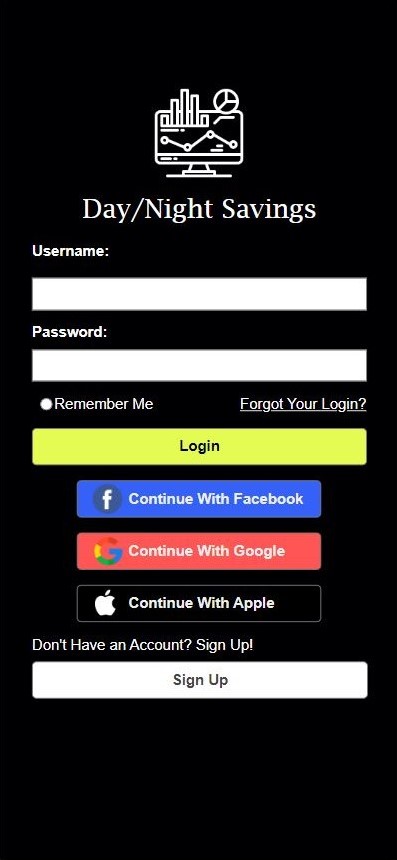 Day/Night Savings
Username:
Password:
Remember Me Forgot Your Login?
Login
Continue With Facebook
Continue With Google
Continue With Apple
Don't Have an Account? Sign Up!
Sign Up